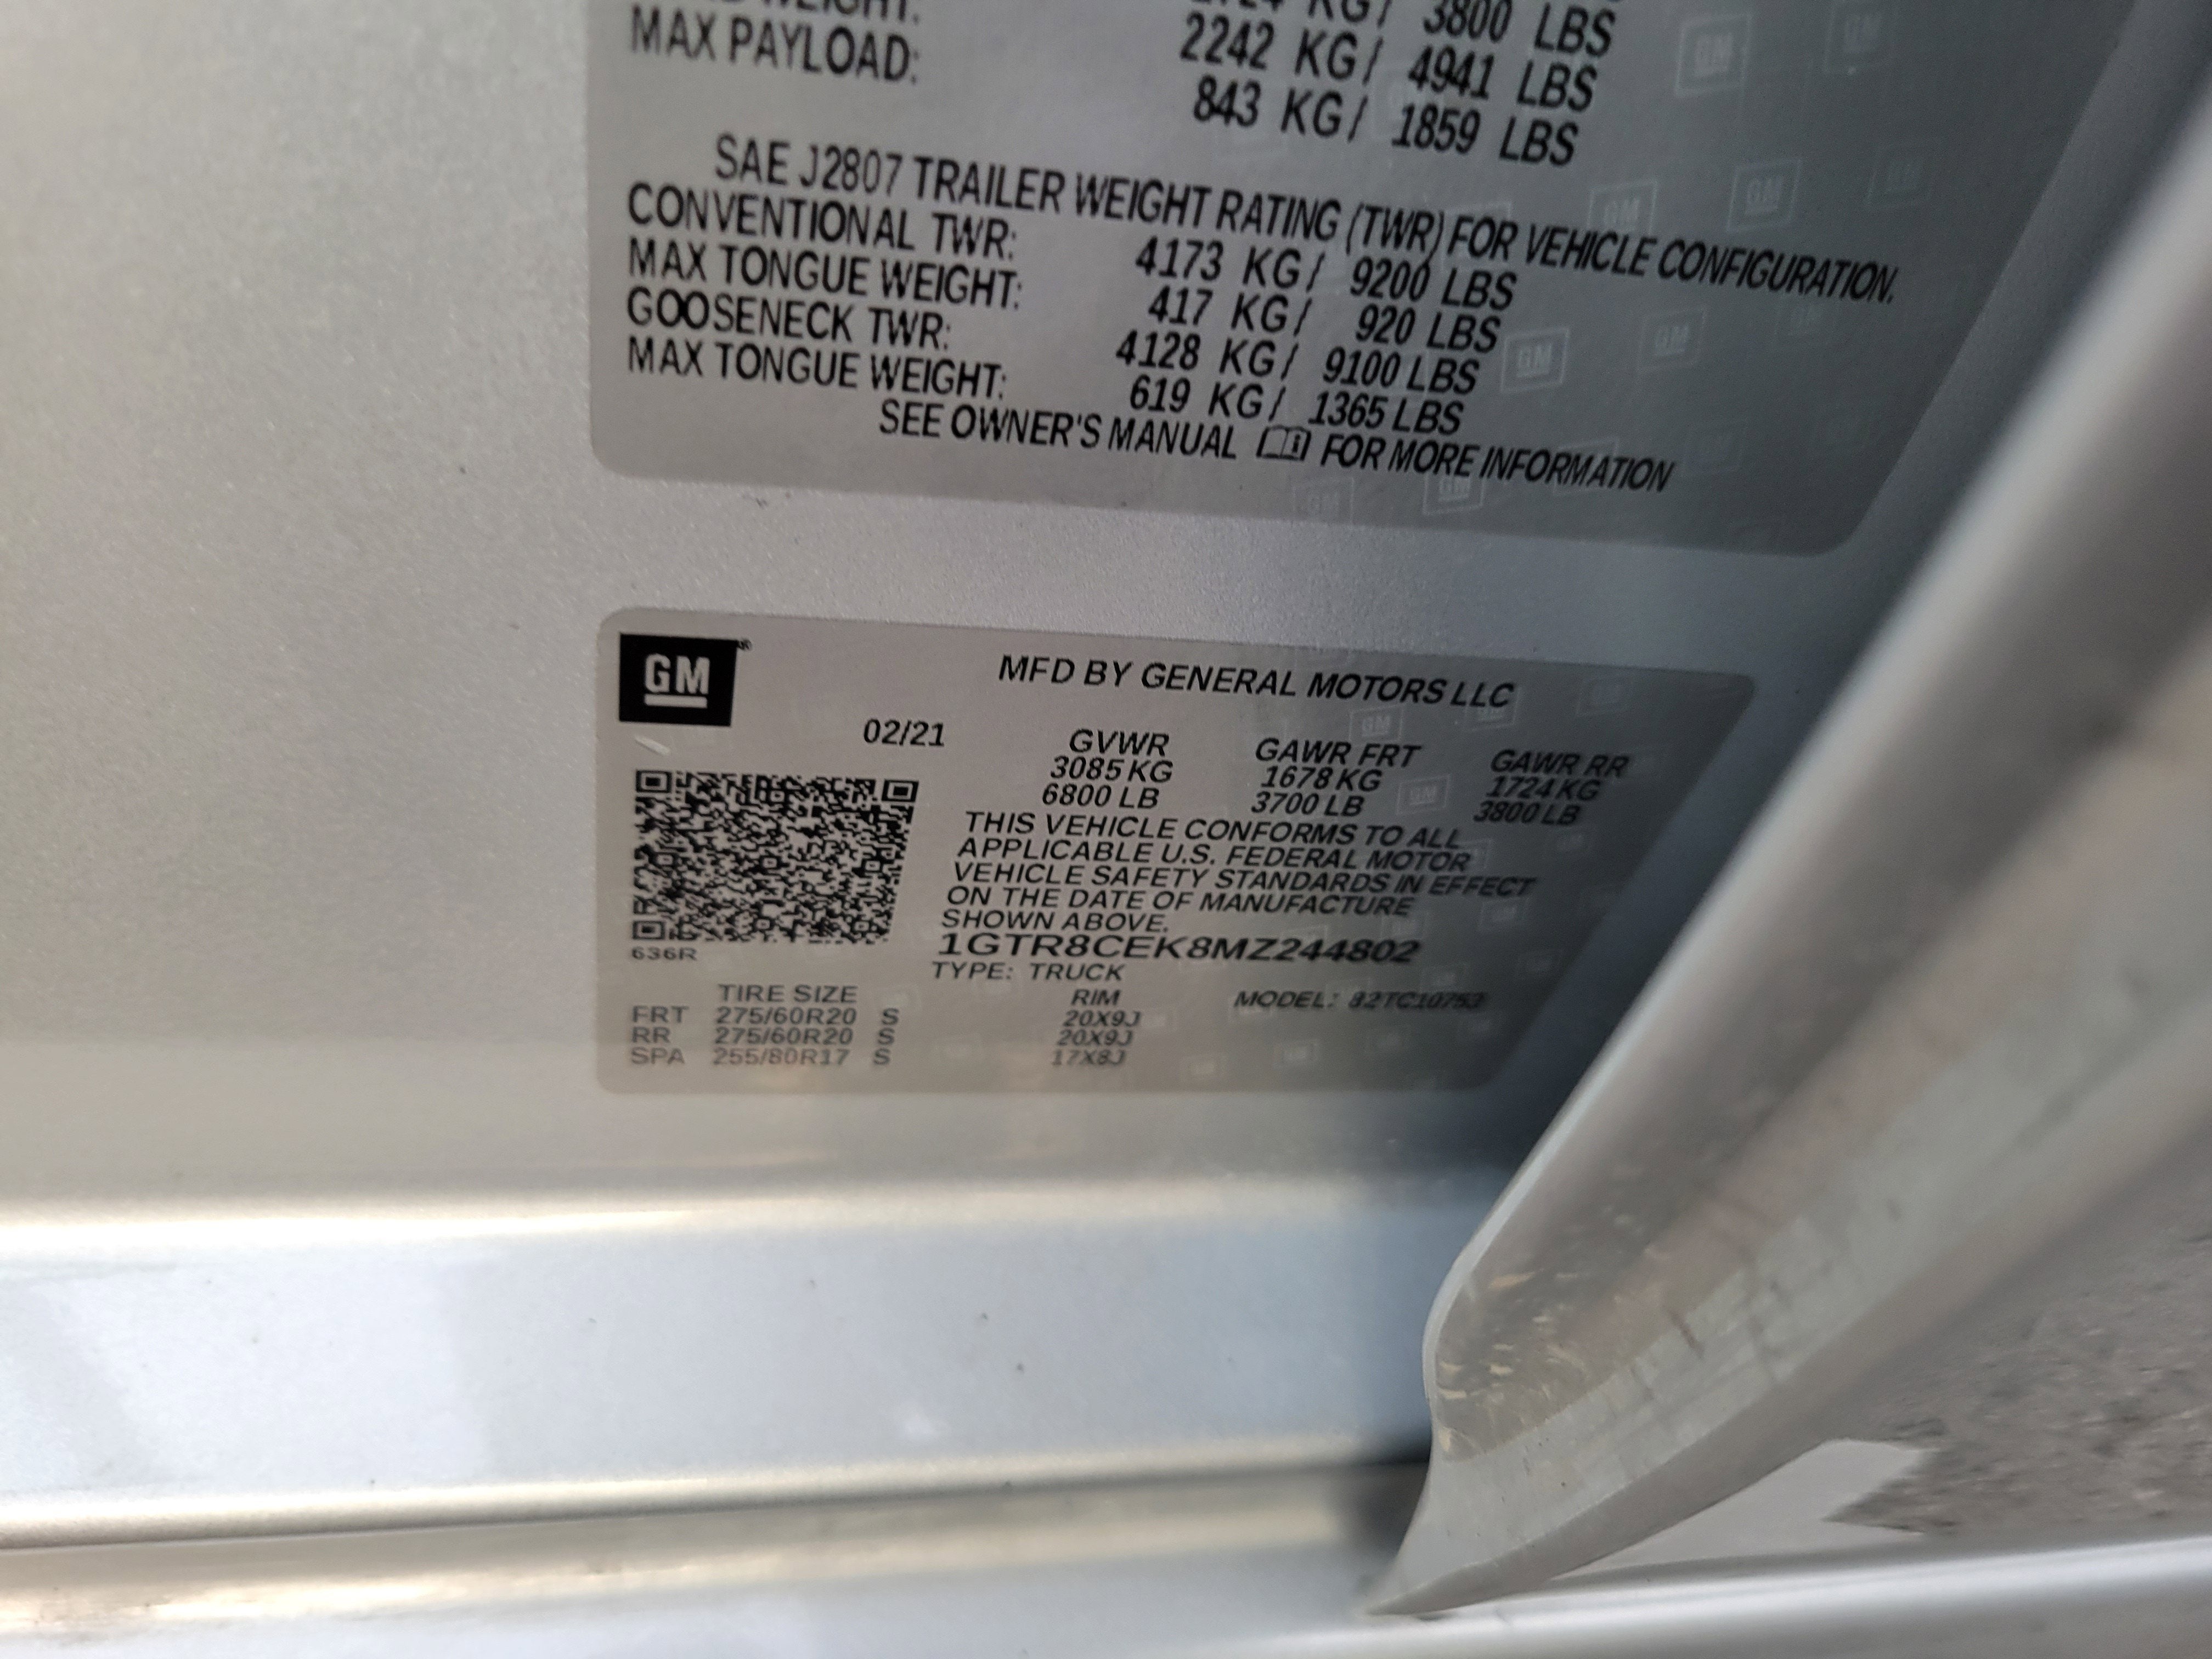 MAX PAYLOAD:
KG/ 3800 LBS
2242 KG/ 4941 LBS
843 KG/ 1859 LBS
SAE J2807 TRAILER WEIGHT RATING (TWR) FOR VEHICLE CONFIGURATION.
CONVENTIONAL TWR: 4173 KG/ 9200 LBS
MAX TONGUE WEIGHT: 417 KG/ 920 LBS
GOOSENECK TWR: 4128 KG/ 9100 LBS
MAX TONGUE WEIGHT: 619 KG/ 1365 LBS
SEE OWNER'S MANUAL FOR MORE INFORMATION
GM
MFD BY GENERAL MOTORS LLC
02/21 GVWR GAWR FRT GAWR RR
3085 KG 1678 KG 1724 KG
6800 LB 3700 LB 3800 LB
THIS VEHICLE CONFORMS TO ALL
APPLICABLE U.S. FEDERAL MOTOR
VEHICLE SAFETY STANDARDS IN EFFECT
ON THE DATE OF MANUFACTURE
SHOWN ABOVE.
636R
1GTR8CEK8MZ244802
TYPE: TRUCK
TIRE SIZE RIM MODEL:
FRT 275/60R20 S 20X9J
RR 275/60R20 S 20X9J
SPA 255/80R17 S 17X8J